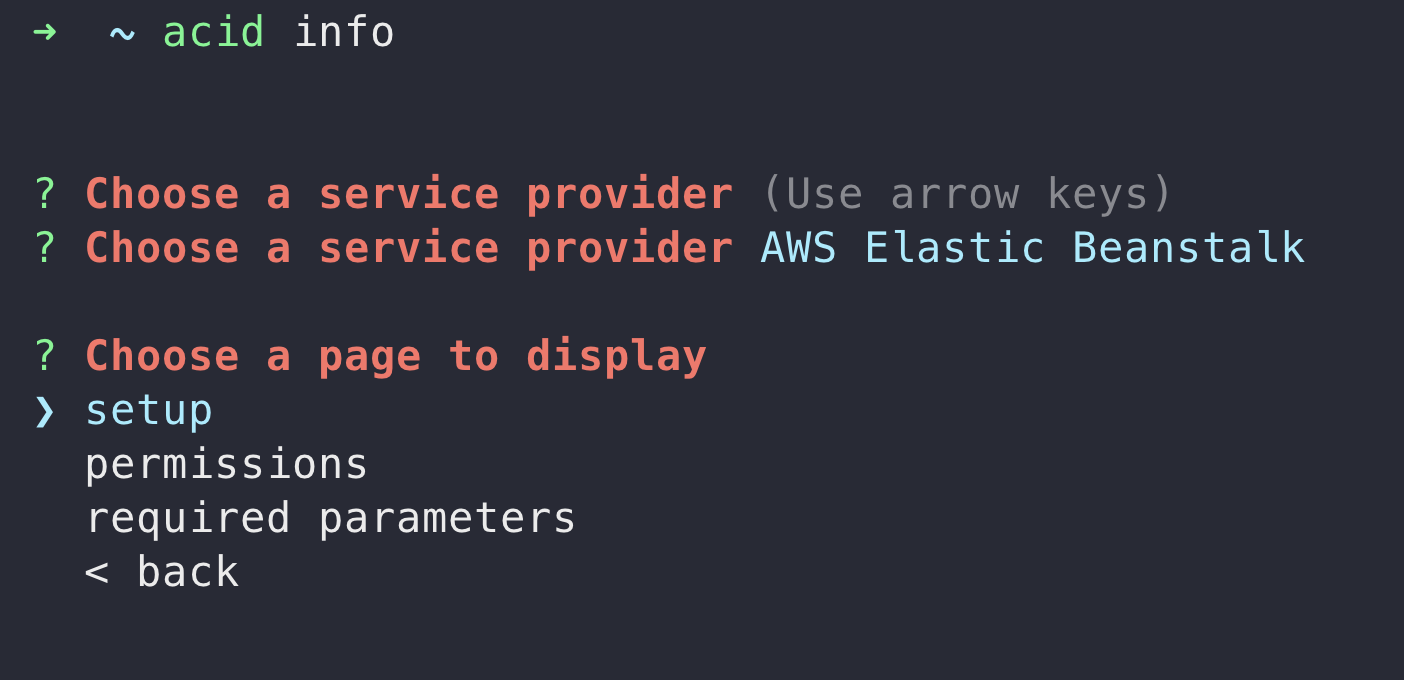 ➜  ~ acid info
? Choose a service provider (Use arrow keys)
? Choose a service provider AWS Elastic Beanstalk
? Choose a page to display
❯ setup
permissions
required parameters
< back